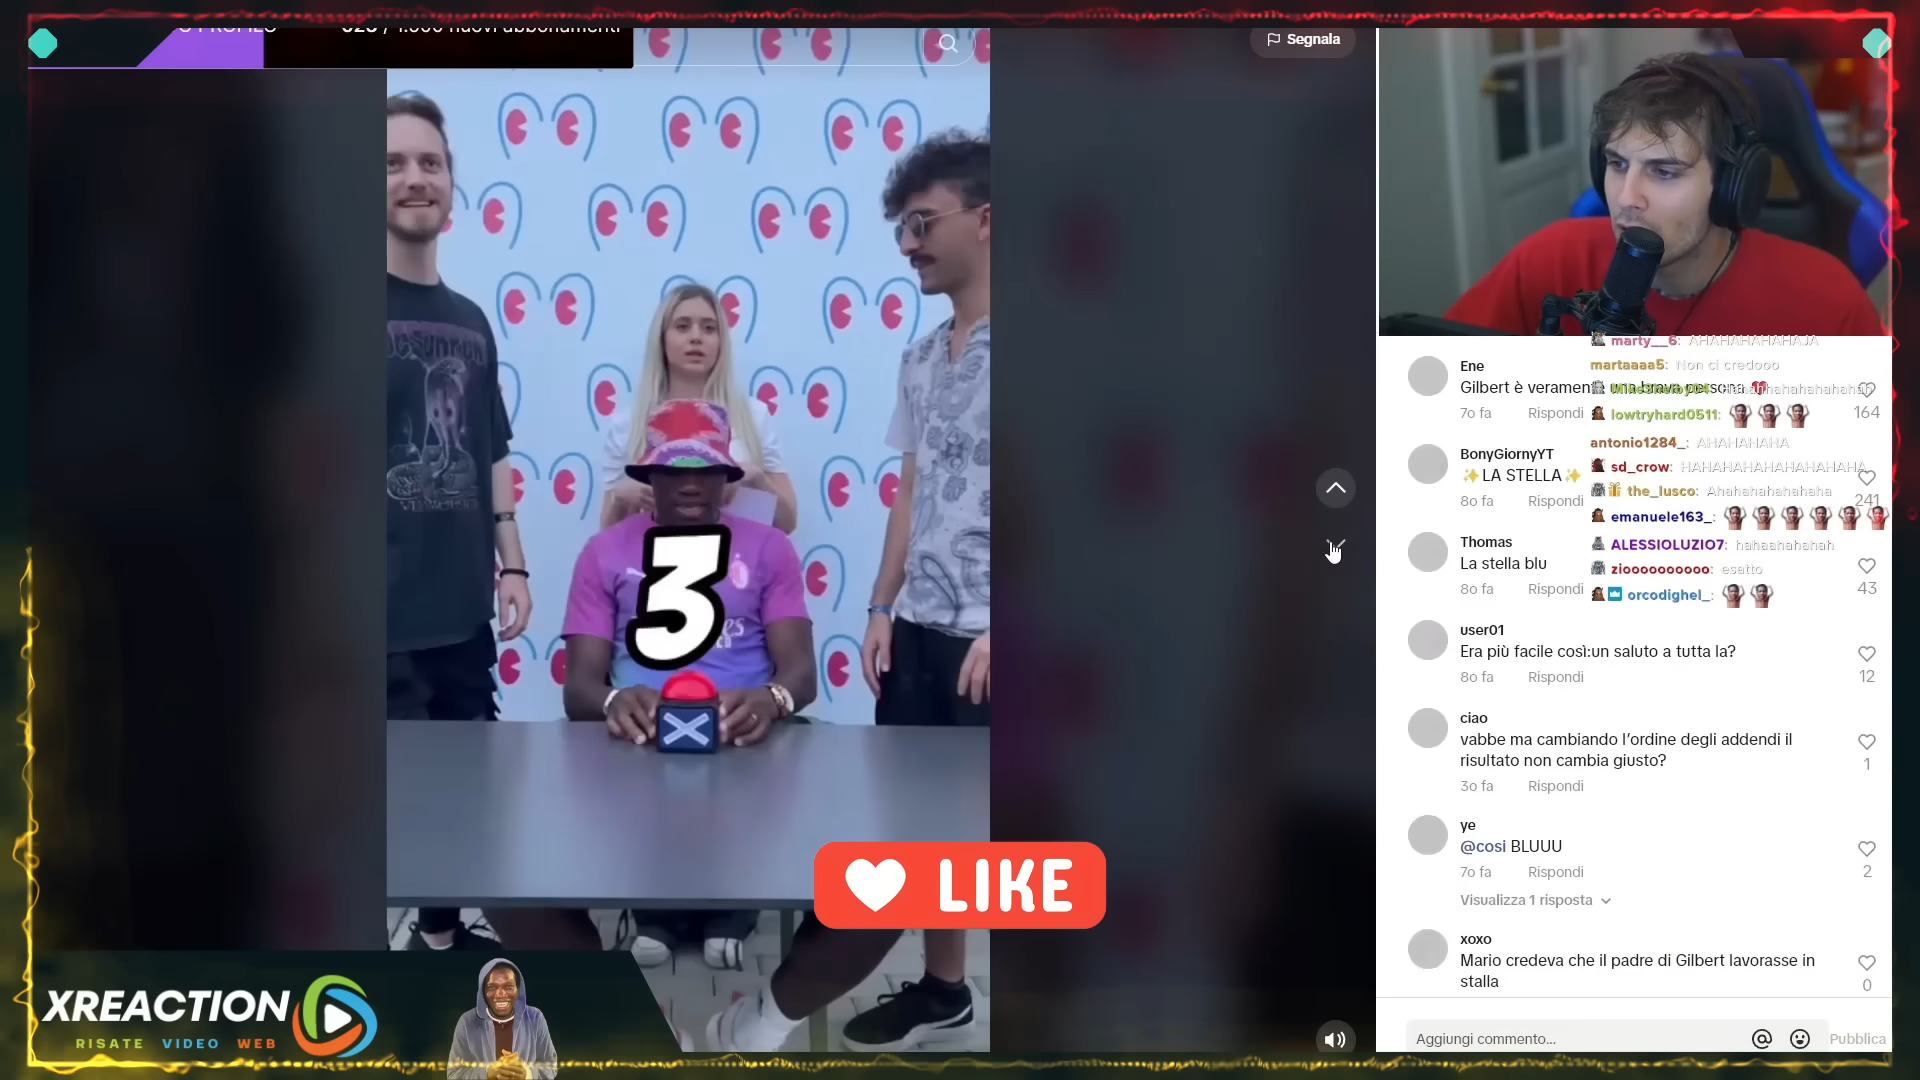 Segnala
3
LIKE
XREACTION
RISATE VIDEO WEB
marty__6: AHAHAHAHAHAJA
martaaaa5: Non ci credooo
lowtryhard0511:
antonio1284_: AHAHAHAHA
sd_crow: HAHAHAHAHAHAHAHAHA
the_lusco: Ahahahahahaha
emanuele163_:
ALESSIOLUZIO7: hahaahahahah
ziooooooooo: esatto
orcodighel_:
Ene
Gilbert è
7o fa Rispondi 164
BonyGiornyYT
✨LA STELLA✨
8o fa Rispondi 241
Thomas
La stella blu
8o fa Rispondi 43
user01
Era più facile così:un saluto a tutta la?
8o fa Rispondi 12
ciao
vabbe ma cambiando l'ordine degli addendi il
risultato non cambia giusto?
3o fa Rispondi 1
ye
@cosi BLUUU
7o fa Rispondi 2
Visualizza 1 risposta
xoxo
Mario credeva che il padre di Gilbert lavorasse in
stalla
0
Aggiungi commento...
Pubblica